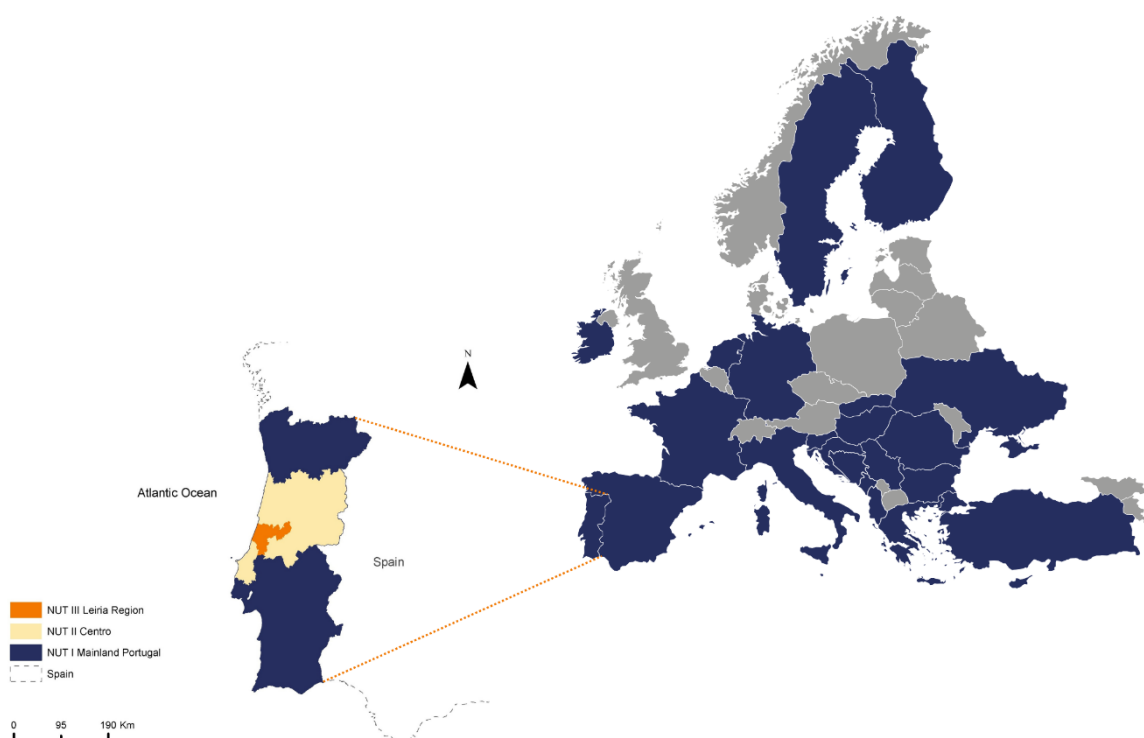 N
Atlantic Ocean
Spain
NUT III Leiria Region
NUT II Centro
NUT I Mainland Portugal
Spain
0 95 190 Km